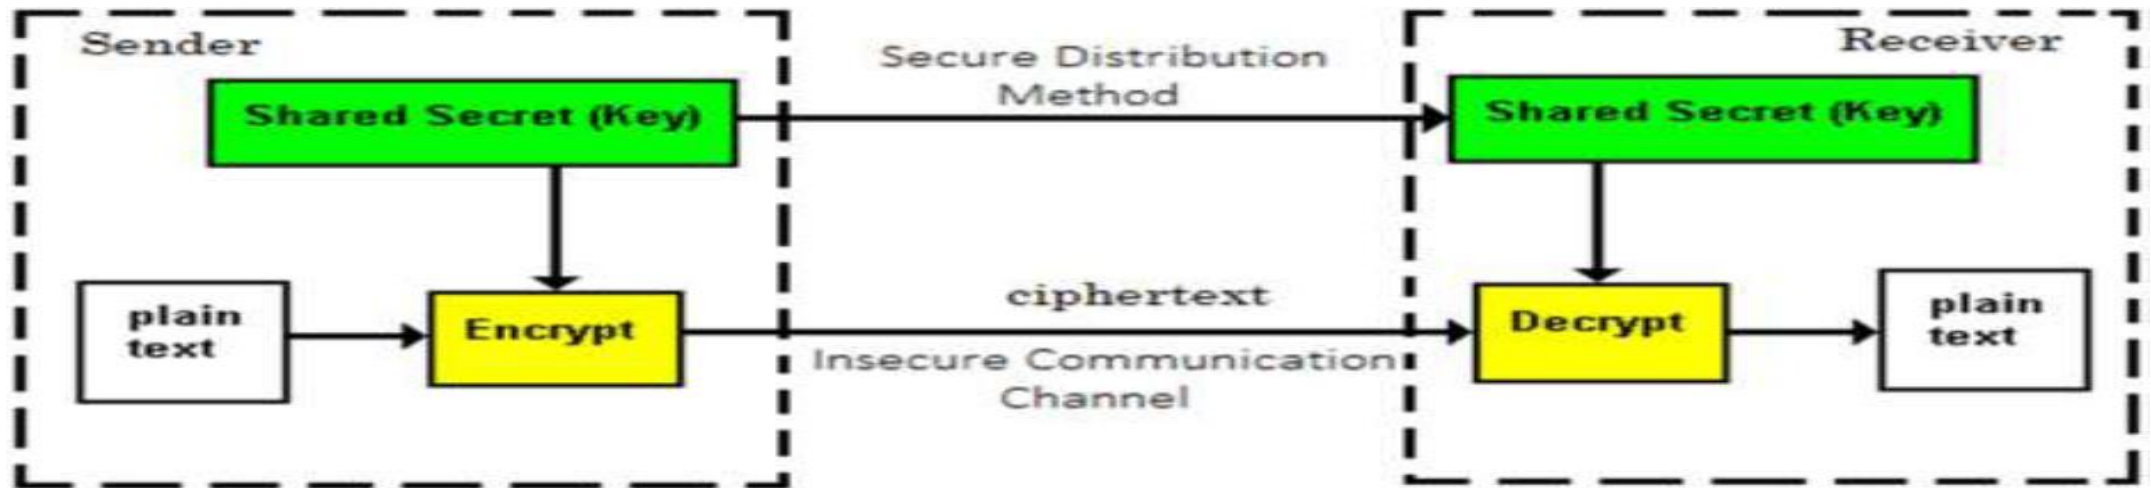 Sender
Shared Secret (Key)
plain
text
Encrypt
Secure Distribution
Method
ciphertext
Insecure Communication
Channel
Receiver
Shared Secret (Key)
Decrypt
plain
text